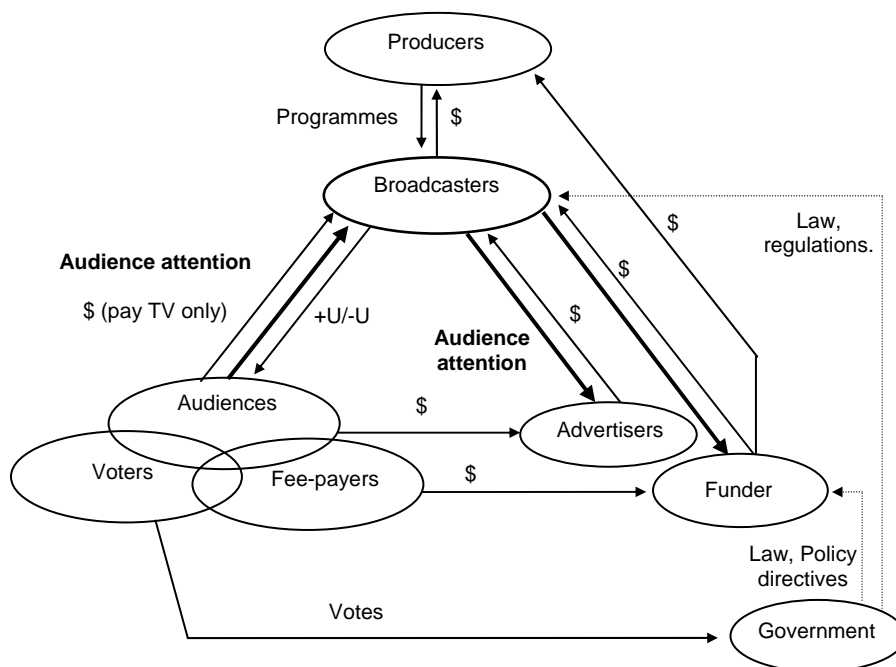 Producers
Programmes
$
Broadcasters
Law,
regulations.
$
$
Audience attention
$ (pay TV only)
+U/-U
$
Audience
attention
Audiences
$
Advertisers
Voters
Fee-payers
$
Funder
Law, Policy
directives
Votes
Government